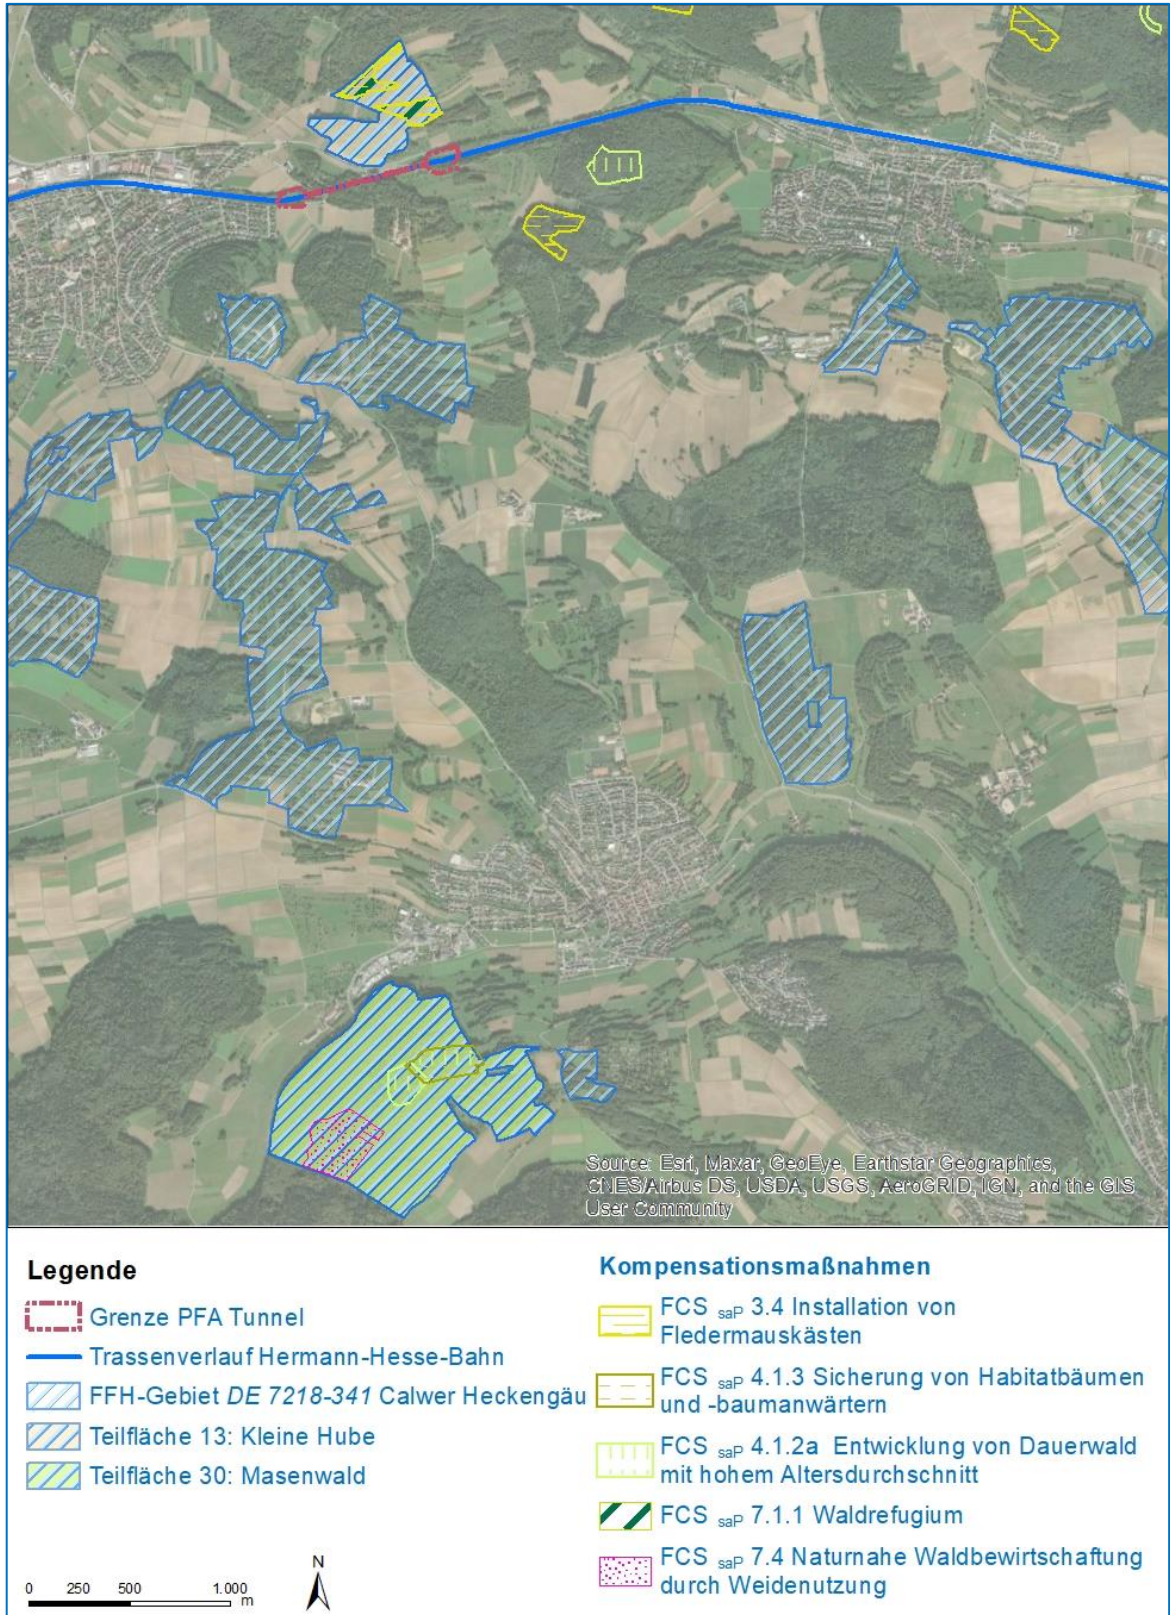 Source: Esri, Maxar, GeoEye, Earthstar Geographics,
CNES/Airbus DS, USDA, USGS, AeroGRID, IGN, and the GIS
User Community
Legende
Grenze PFA Tunnel
Trassenverlauf Hermann-Hesse-Bahn
FFH-Gebiet DE 7218-341 Calwer Heckengäu
Teilfläche 13: Kleine Hube
Teilfläche 30: Masenwald
N
0 250 500 1.000
m
Kompensationsmaßnahmen
FCS saP 3.4 Installation von
Fledermauskästen
FCS saP 4.1.3 Sicherung von Habitatbäumen
und -baumanwärtern
FCS saP 4.1.2a Entwicklung von Dauerwald
mit hohem Altersdurchschnitt
FCS saP 7.1.1 Waldrefugium
FCS saP 7.4 Naturnahe Waldbewirtschaftung
durch Weidenutzung